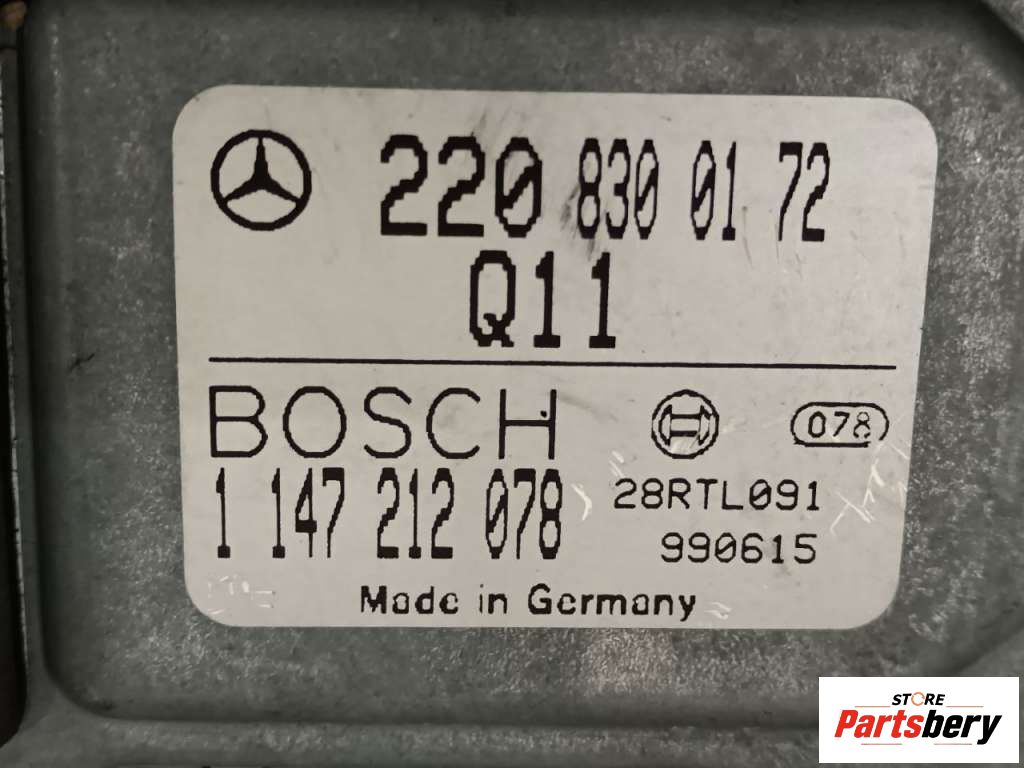 220 830 01 72
Q11
BOSCH 078
1 147 212 078 28RTL091
990615
Made in Germany
STORE
Partsbery